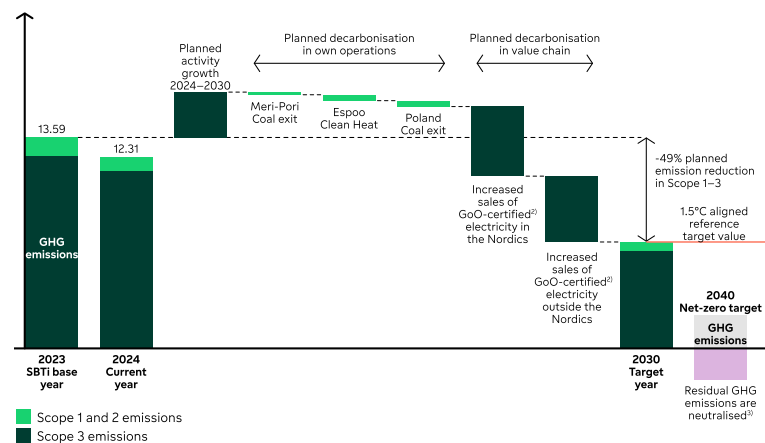 Planned
activity
growth
2024–2030
Planned decarbonisation
in own operations
Planned decarbonisation
in value chain
13.59
12.31
Meri-Pori
Coal exit
Espoo
Clean Heat
Poland
Coal exit
-49% planned
emission reduction
in Scope 1–3
Increased
sales of
GoO-certified²⁾
electricity in
the Nordics
1.5°C aligned
reference
target value
GHG
emissions
Increased
sales of
GoO-certified²⁾
electricity
outside the
Nordics
2040
Net-zero target
GHG
emissions
2023
SBTi base
year
2024
Current
year
2030
Target
year
Residual GHG
emissions are
neutralised³⁾
Scope 1 and 2 emissions
Scope 3 emissions